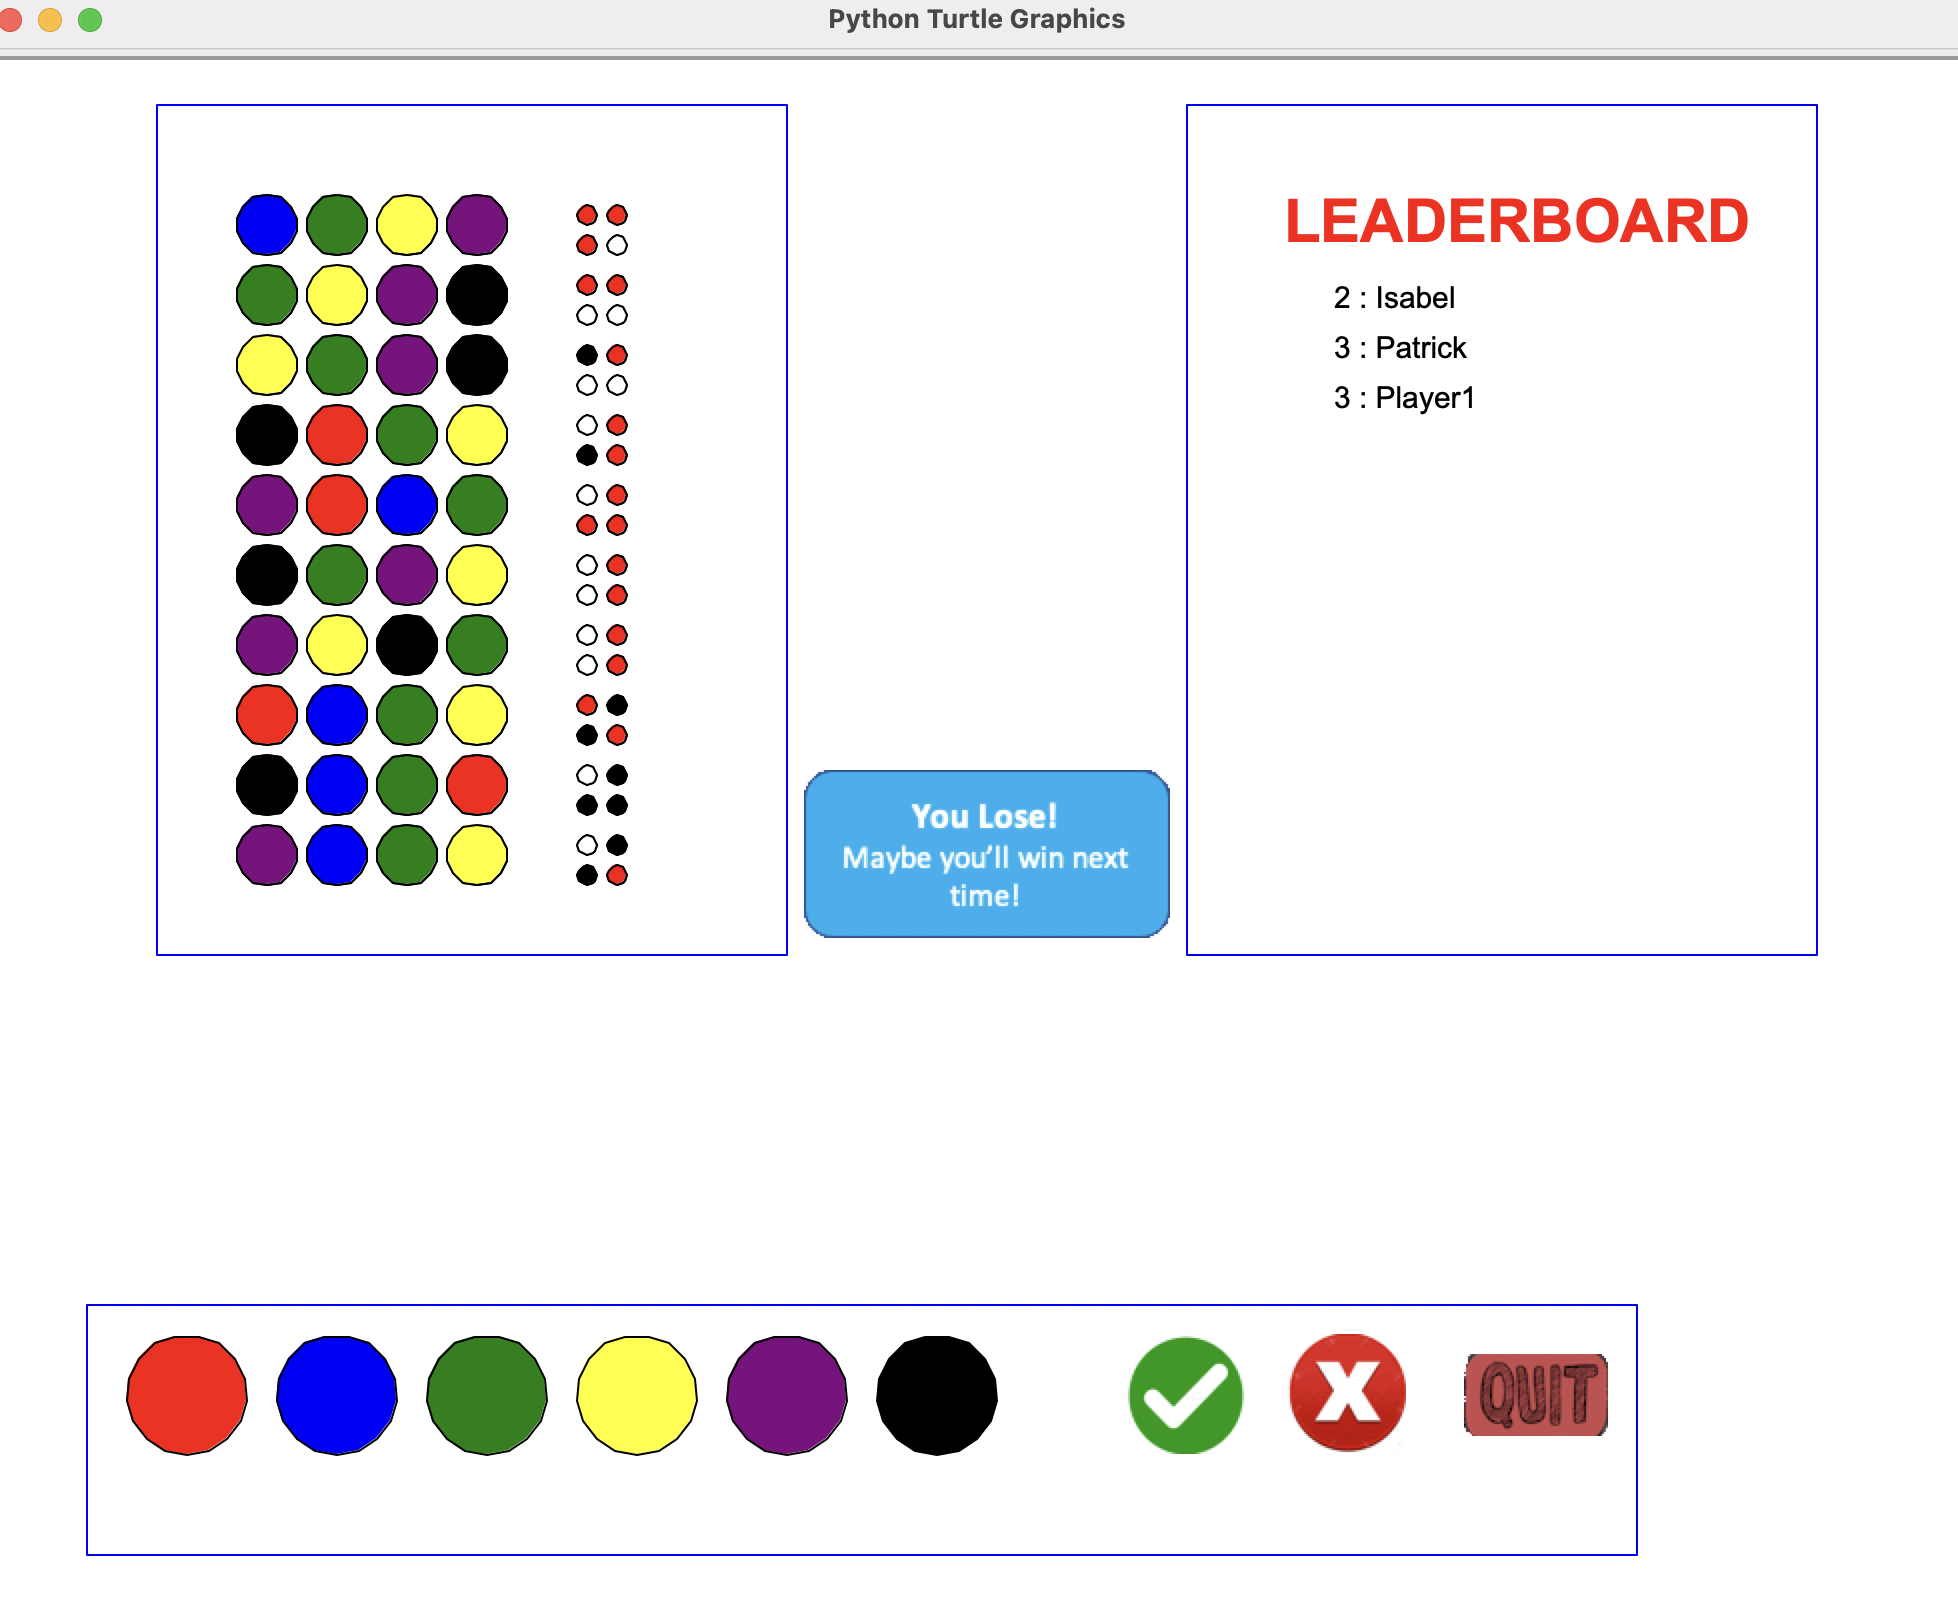 Python Turtle Graphics
LEADERBOARD
2 : Isabel
3 : Patrick
3 : Player1
You Lose!
Maybe you'll win next
time!
X
QUIT